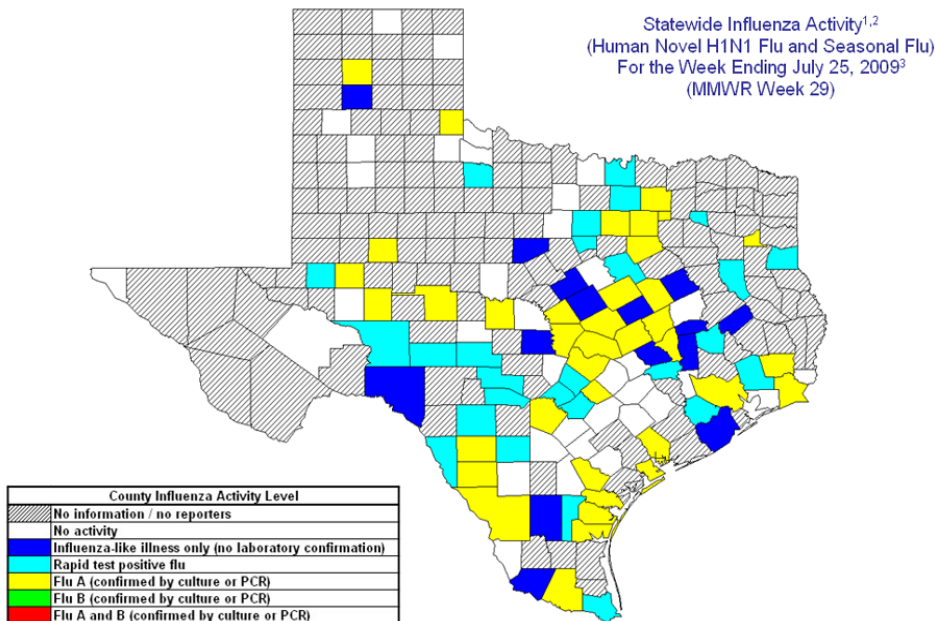 Statewide Influenza Activity1,2
(Human Novel H1N1 Flu and Seasonal Flu)
For the Week Ending July 25, 20093
(MMWR Week 29)
County Influenza Activity Level
No information / no reporters
No activity
Influenza-like illness only (no laboratory confirmation)
Rapid test positive flu
Flu A (confirmed by culture or PCR)
Flu B (confirmed by culture or PCR)
Flu A and B (confirmed by culture or PCR)